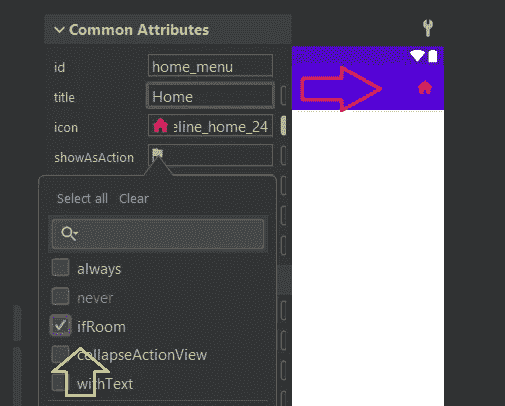 Common Attributes
id home_menu
title Home
icon eline_home_24
showAsAction
Select all Clear
always
never
ifRoom
collapseActionView
withText